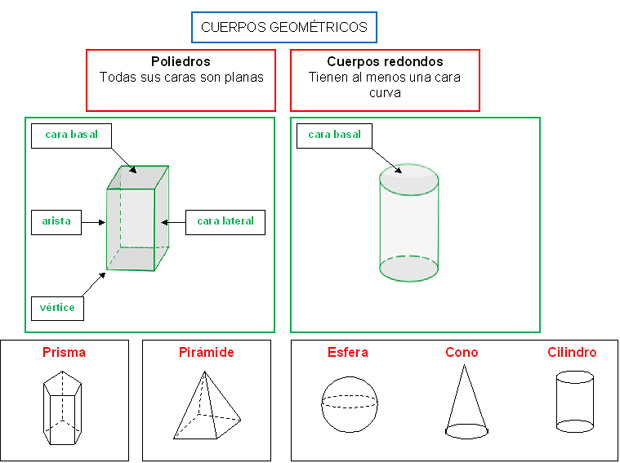 CUERPOS GEOMÉTRICOS
Poliedros
Todas sus caras son planas
Cuerpos redondos
Tienen al menos una cara
curva
cara basal
arista
cara lateral
vértice
cara basal
Prisma
Pirámide
Esfera
Cono
Cilindro